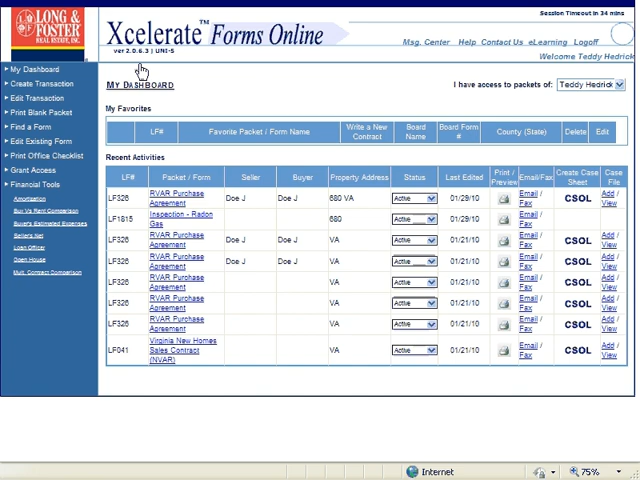 Session Timeout in 34 mins
LONG &
FOSTER
REAL ESTATE, INC.
Xcelerate™ Forms Online
ver 2.0.6.3 | UNI-5
Msg. Center Help Contact Us eLearning Logoff
Welcome Teddy Hedrick
My Dashboard
Create Transaction
Edit Transaction
Print Blank Packet
Find a Form
Edit Existing Form
Print Office Checklist
Grant Access
Financial Tools
Amortization
Buy Vs Rent Comparison
Buyer's Estimated Expenses
Seller's Net
Loan Officer
Open House
Mult. Contract Comparison
MY DASHBOARD
I have access to packets of: Teddy Hedrick
My Favorites
LF# Favorite Packet / Form Name Write a New Contract Board Name Board Form # County (State) Delete Edit
Recent Activities
LF# Packet / Form Seller Buyer Property Address Status Last Edited Print / Preview Email/Fax Create Case Sheet Case File
LF326 RVAR Purchase Agreement Doe J Doe J 680 VA Active 01/29/10 Email / Fax CSOL Add / View
LF1815 Inspection - Radon Gas 680 Active 01/29/10 Email / Fax
LF326 RVAR Purchase Agreement Doe J Doe J VA Active 01/21/10 Email / Fax CSOL Add / View
LF326 RVAR Purchase Agreement Doe J Doe J VA Active 01/21/10 Email / Fax CSOL Add / View
LF326 RVAR Purchase Agreement VA Active 01/21/10 Email / Fax CSOL Add / View
LF326 RVAR Purchase Agreement VA Active 01/21/10 Email / Fax CSOL Add / View
LF326 RVAR Purchase Agreement VA Active 01/21/10 Email / Fax CSOL Add / View
LF041 Virginia New Homes Sales Contract (NVAR) VA Active 01/21/10 Email / Fax CSOL Add / View
Internet
75%